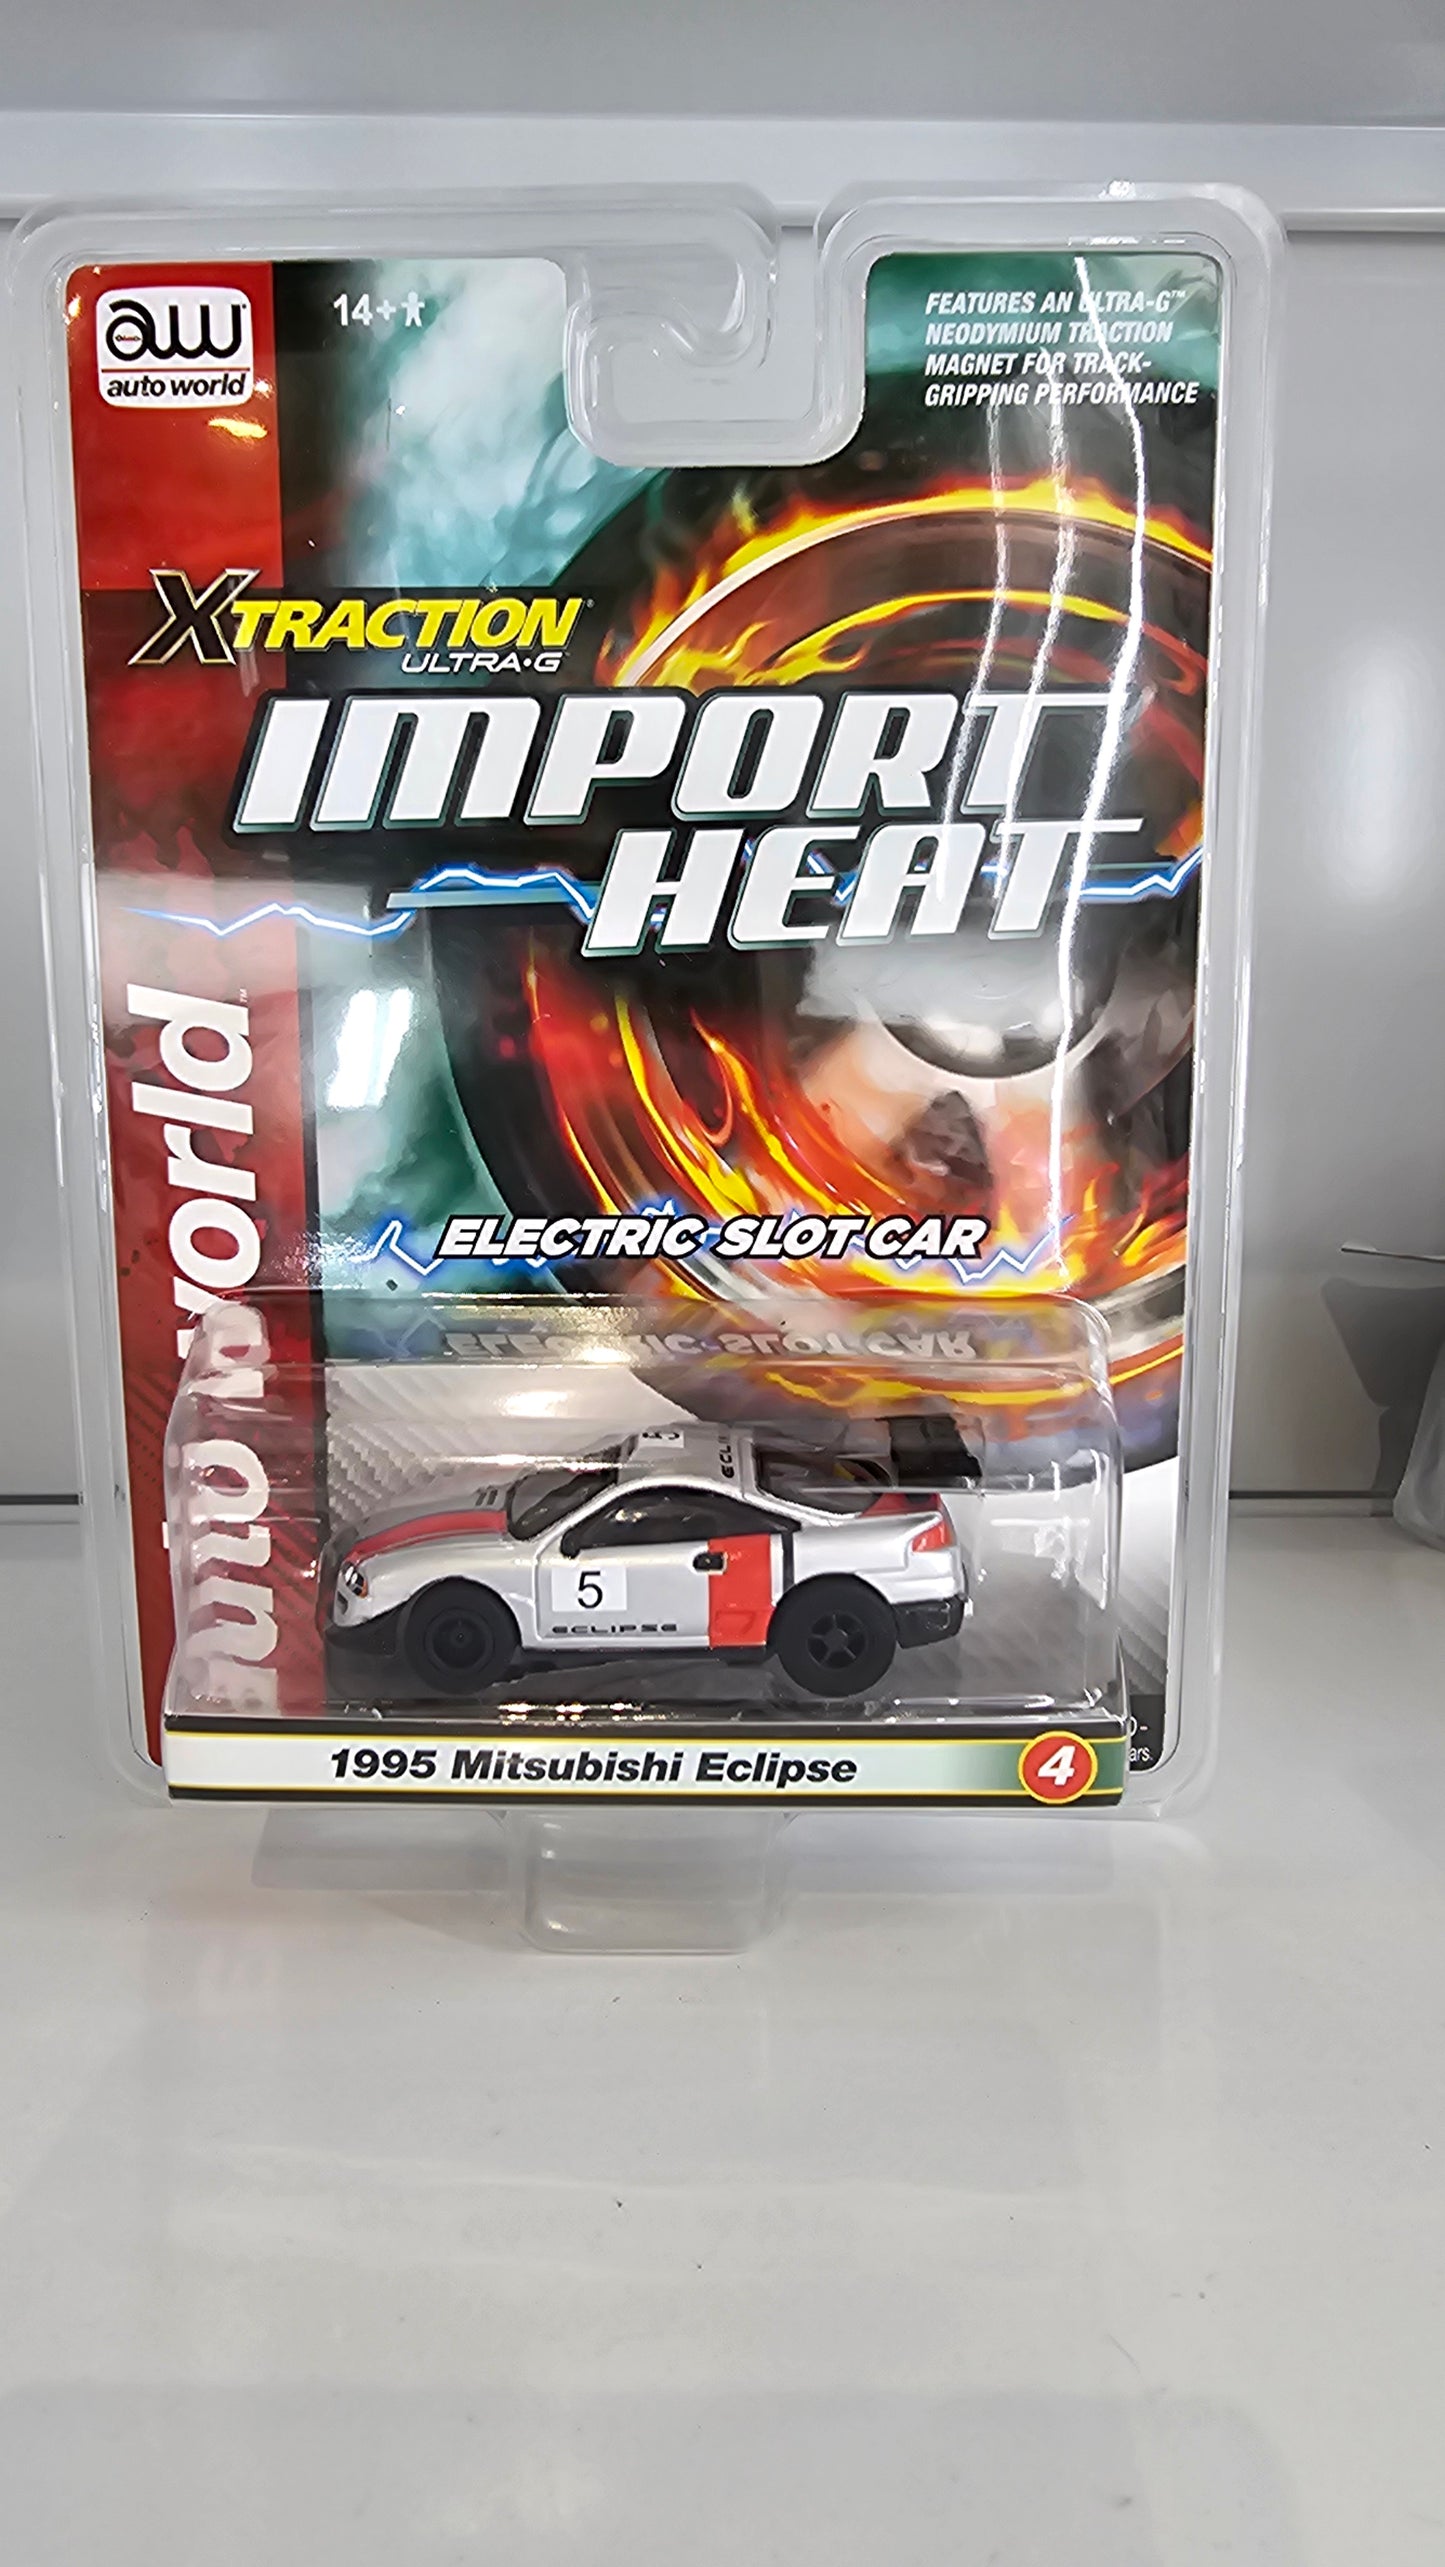 aw
auto world
14+
FEATURES AN ULTRA-G™
NEODYMIUM TRACTION
MAGNET FOR TRACK-
GRIPPING PERFORMANCE
XTRACTION®
ULTRA•G
IMPORT
HEAT
auto world™
ELECTRIC SLOT CAR
5
ECLIPSE
1995 Mitsubishi Eclipse
4